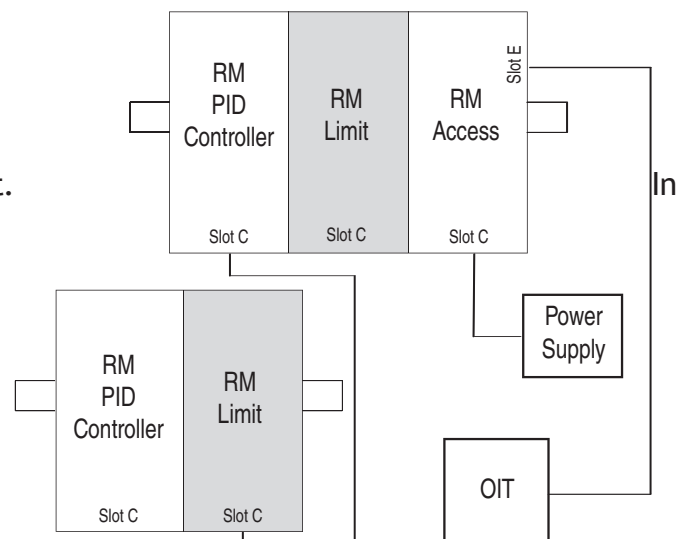 RM
PID
Controller
RM
Limit
RM
Access
Slot E
t.
In
Slot C
Slot C
Slot C
Power
Supply
RM
PID
Controller
RM
Limit
OIT
Slot C
Slot C